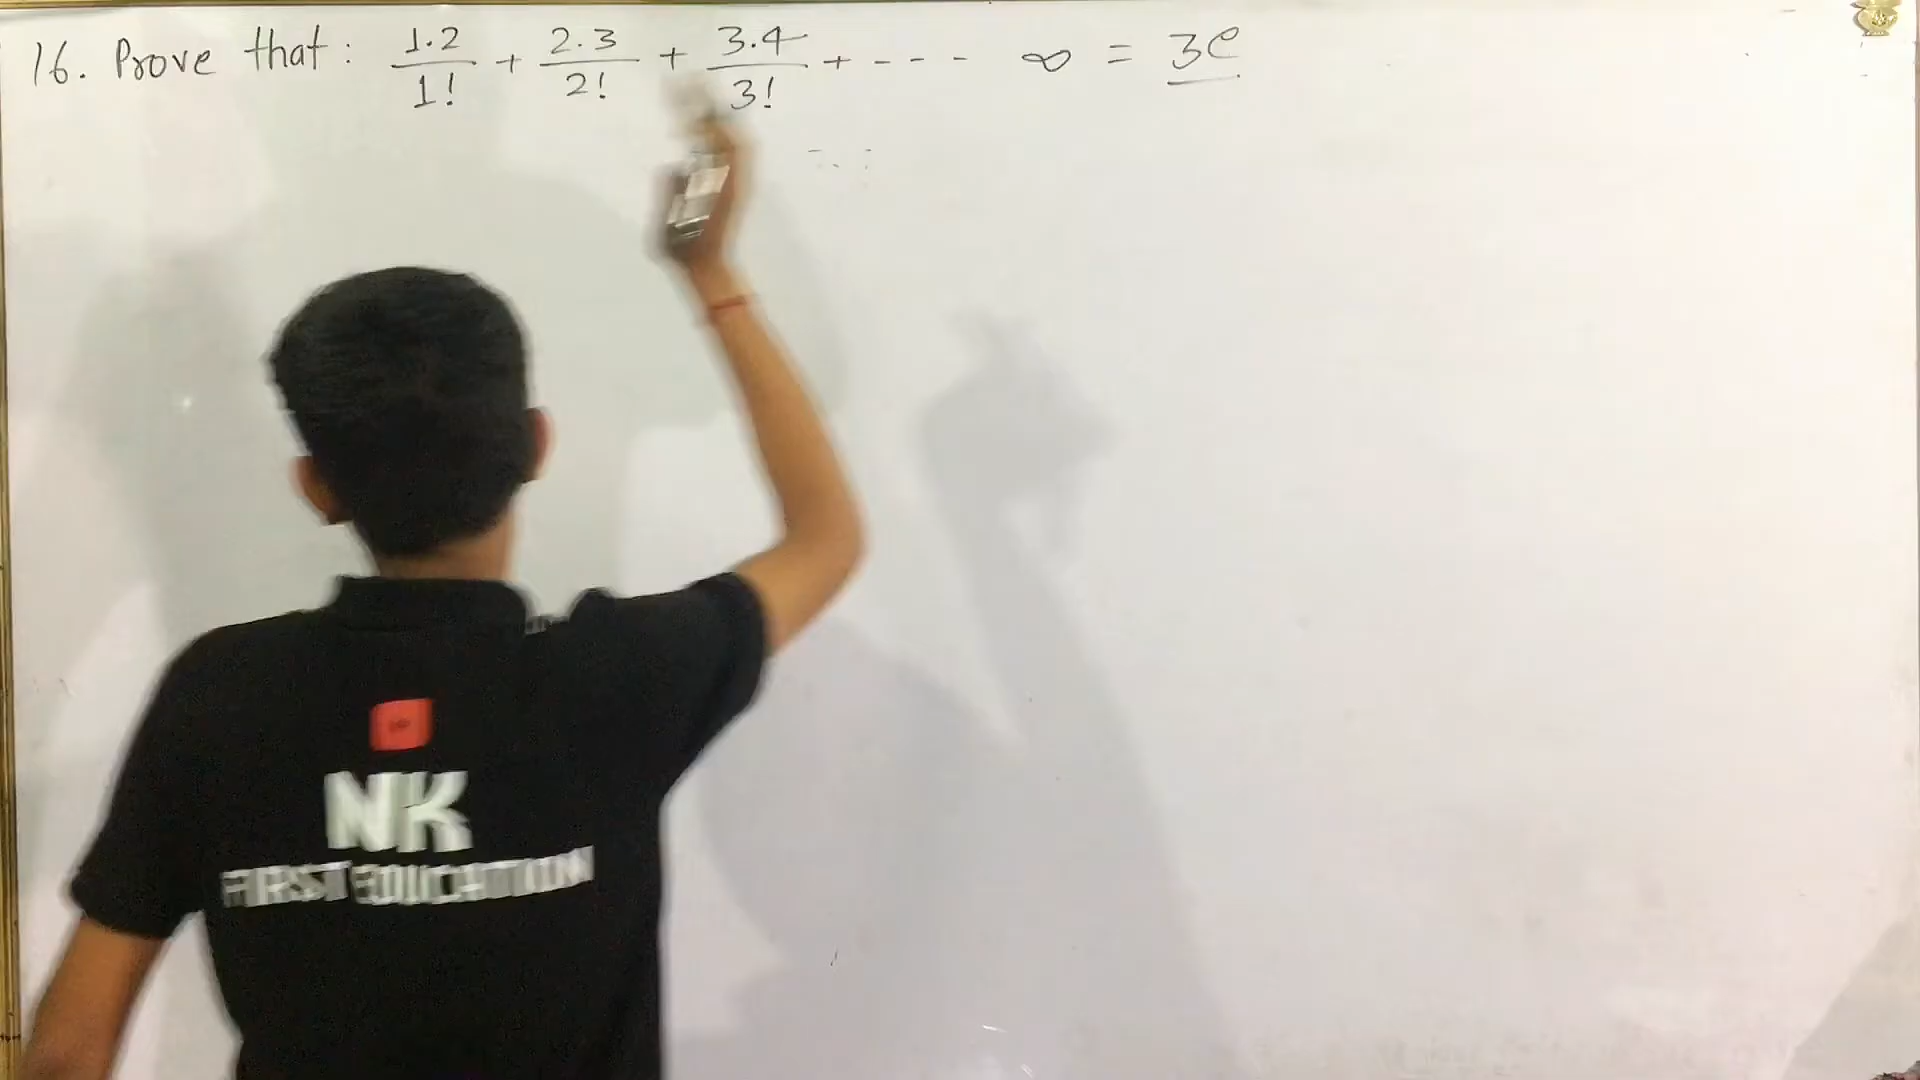 16. Prove that : 1.2/1! + 2.3/2! + 3.4/3! + - - - - ∞ = 3e
NK
FIRST EDUCATION